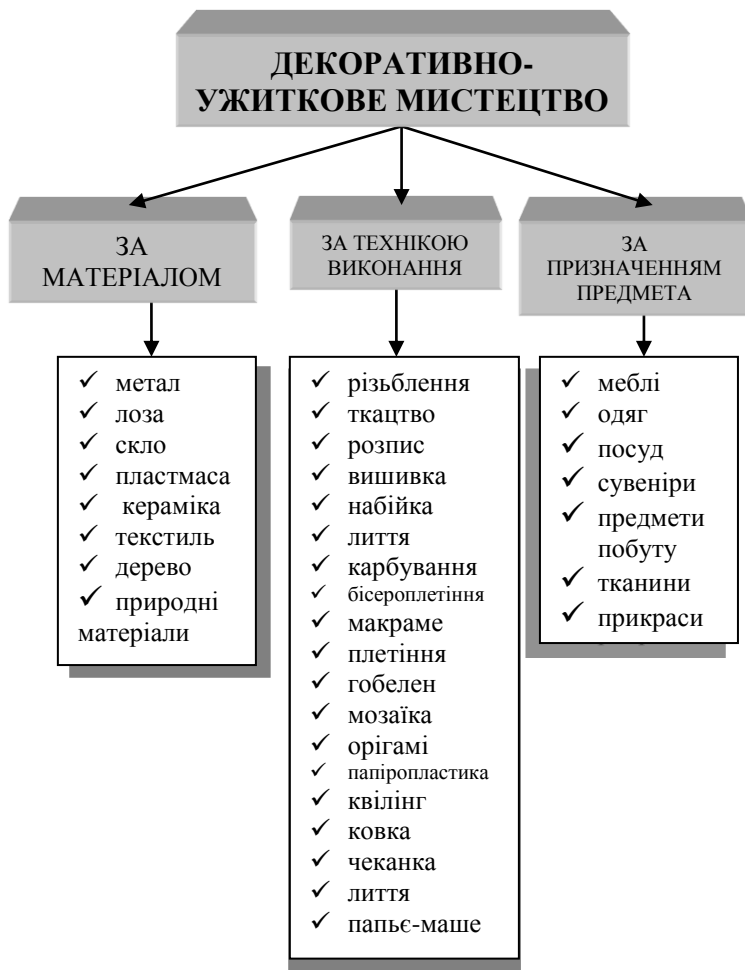 ДЕКОРАТИВНО-
УЖИТКОВЕ МИСТЕЦТВО
ЗА
МАТЕРІАЛОМ
ЗА ТЕХНІКОЮ
ВИКОНАННЯ
ЗА
ПРИЗНАЧЕННЯМ
ПРЕДМЕТА
✓ метал
✓ лоза
✓ скло
✓ пластмаса
✓ кераміка
✓ текстиль
✓ дерево
✓ природні
матеріали
✓ різьблення
✓ ткацтво
✓ розпис
✓ вишивка
✓ набійка
✓ лиття
✓ карбування
✓ бісероплетіння
✓ макраме
✓ плетіння
✓ гобелен
✓ мозаїка
✓ орігамі
✓ папіропластика
✓ квілінг
✓ ковка
✓ чеканка
✓ лиття
✓ папьє-маше
✓ меблі
✓ одяг
✓ посуд
✓ сувеніри
✓ предмети
побуту
✓ тканини
✓ прикраси